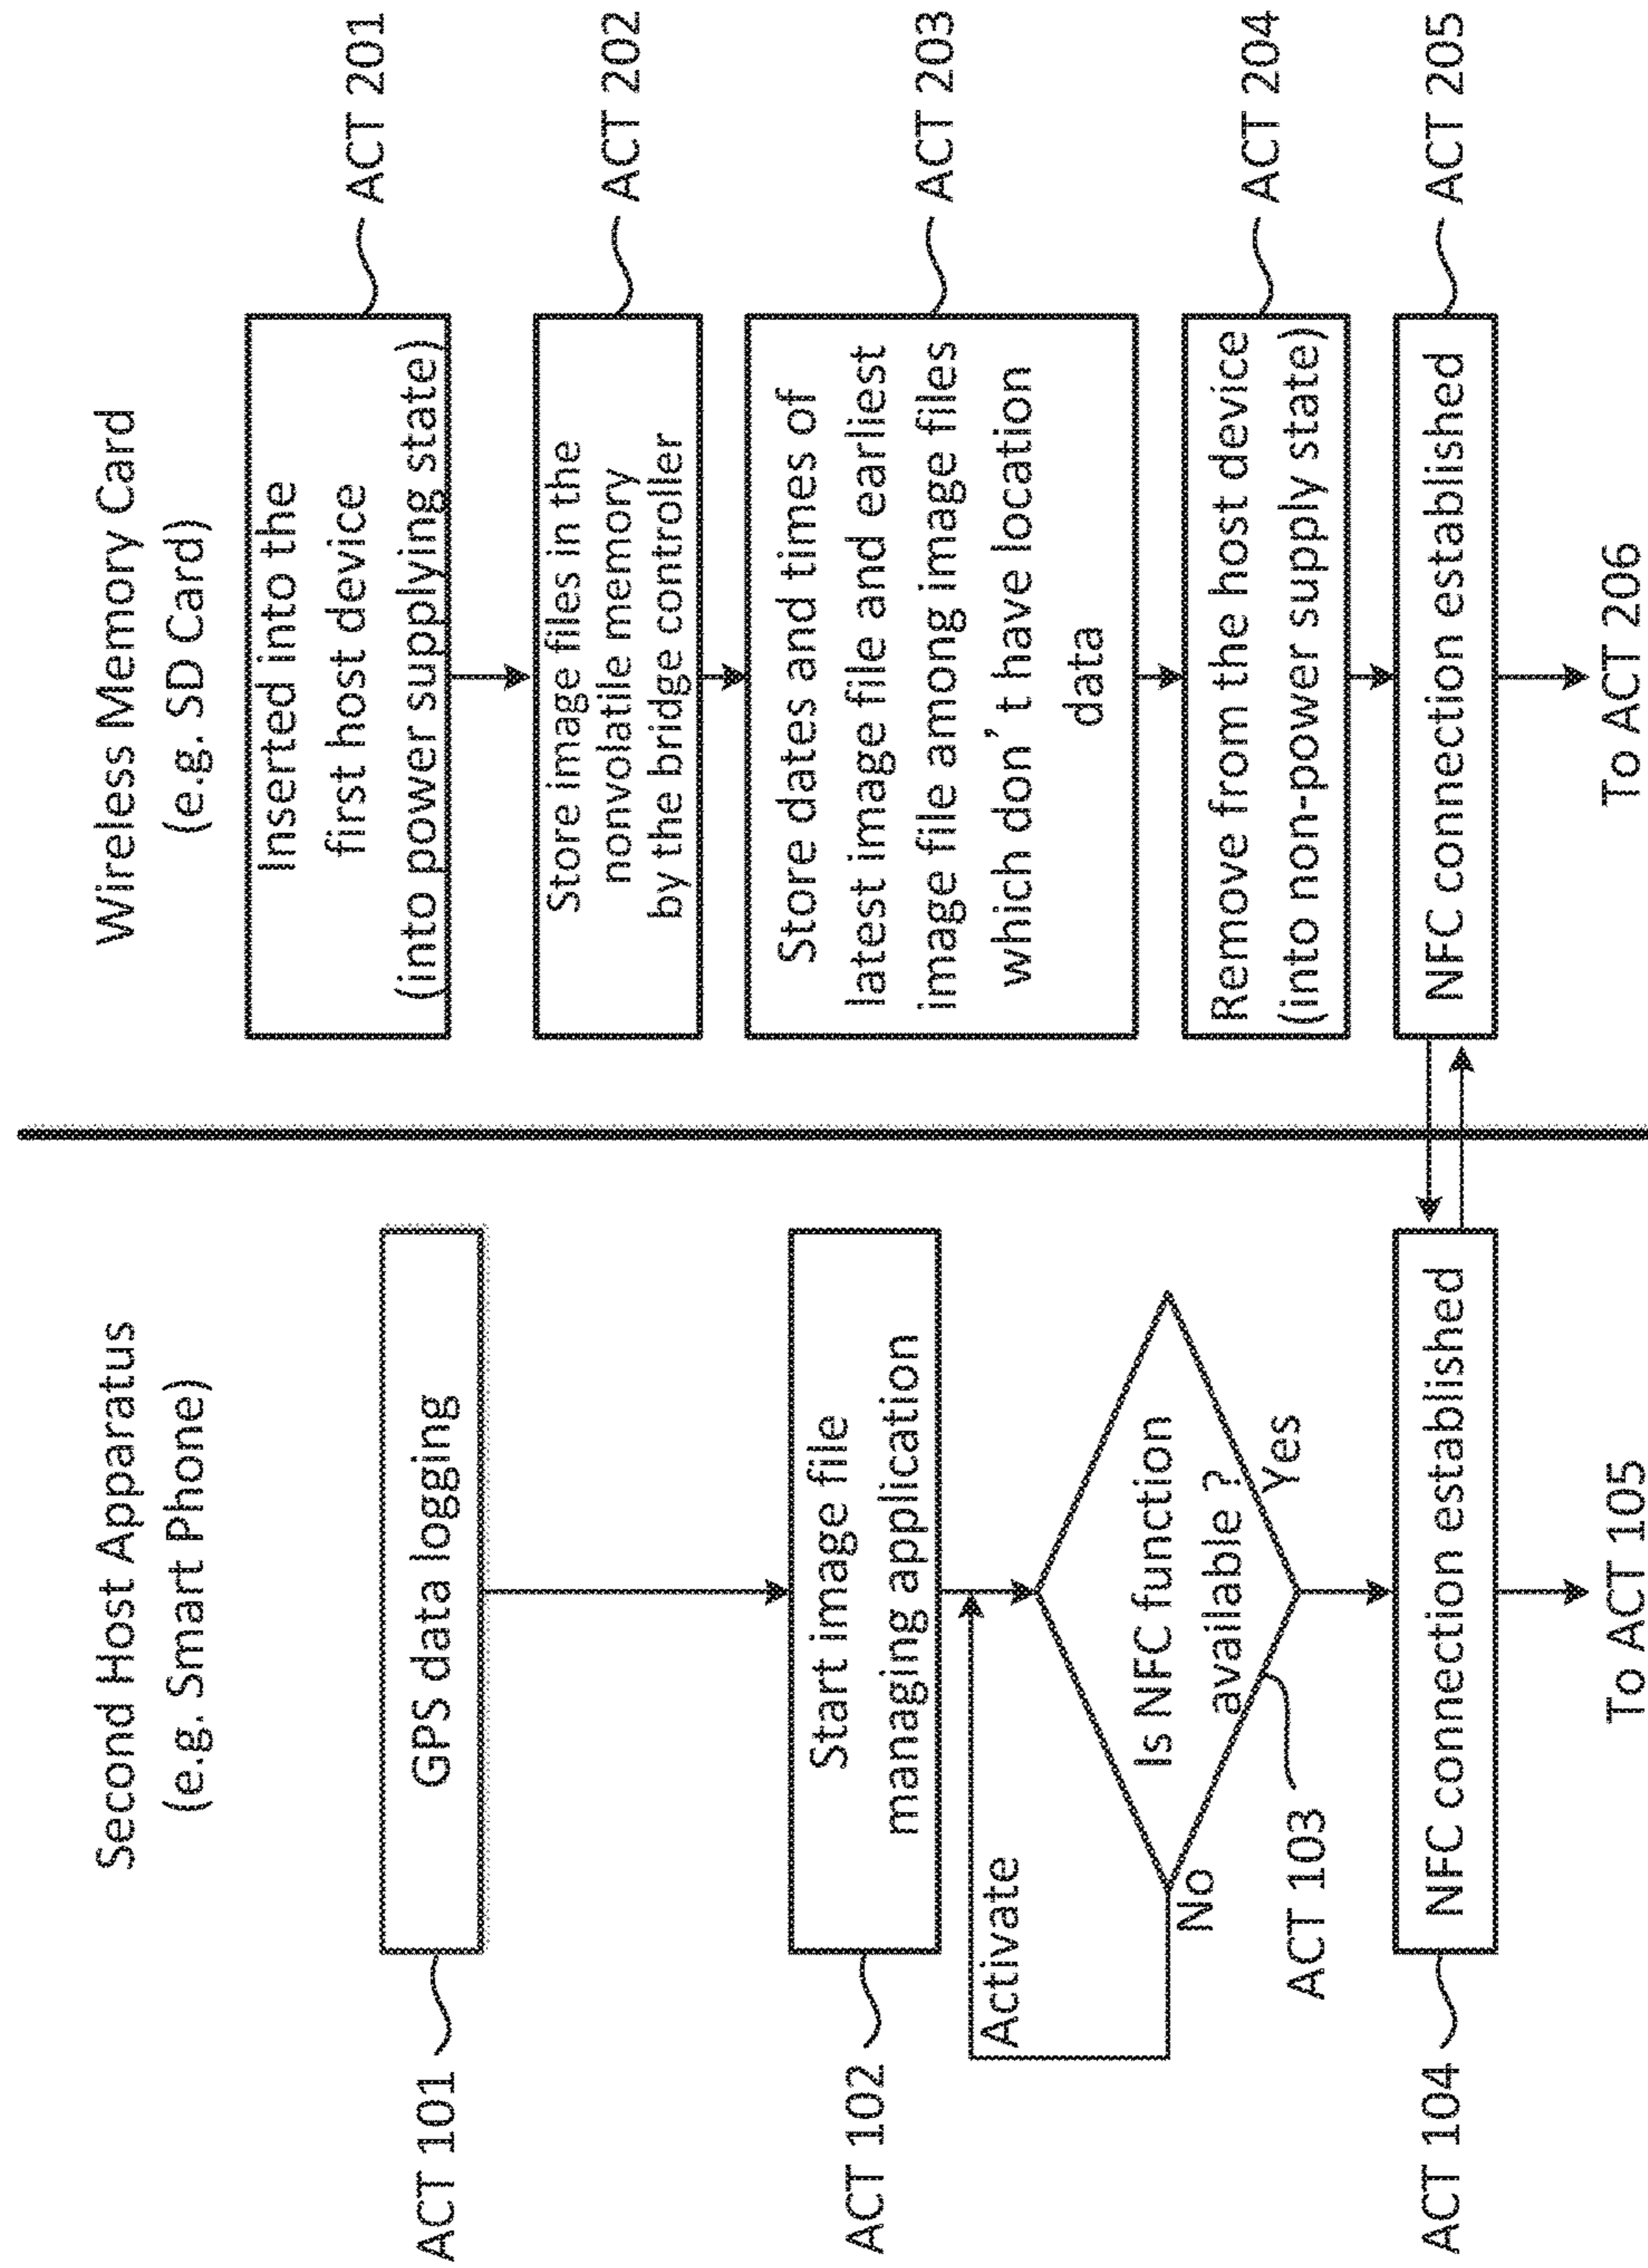 Second Host Apparatus
(e.g. Smart Phone)
ACT 101
GPS data logging
ACT 102
Start image file
managing application
Activate
Is NFC function
available ?
No
Yes
ACT 103
ACT 104
NFC connection established
To ACT 105
Wireless Memory Card
(e.g. SD Card)
Inserted into the
first host device
(into power supplying state)
ACT 201
Store image files in the
nonvolatile memory
by the bridge controller
ACT 202
Store dates and times of
latest image file and earliest
image file among image files
which don't have location
data
ACT 203
Remove from the host device
(into non-power supply state)
ACT 204
NFC connection established
ACT 205
To ACT 206